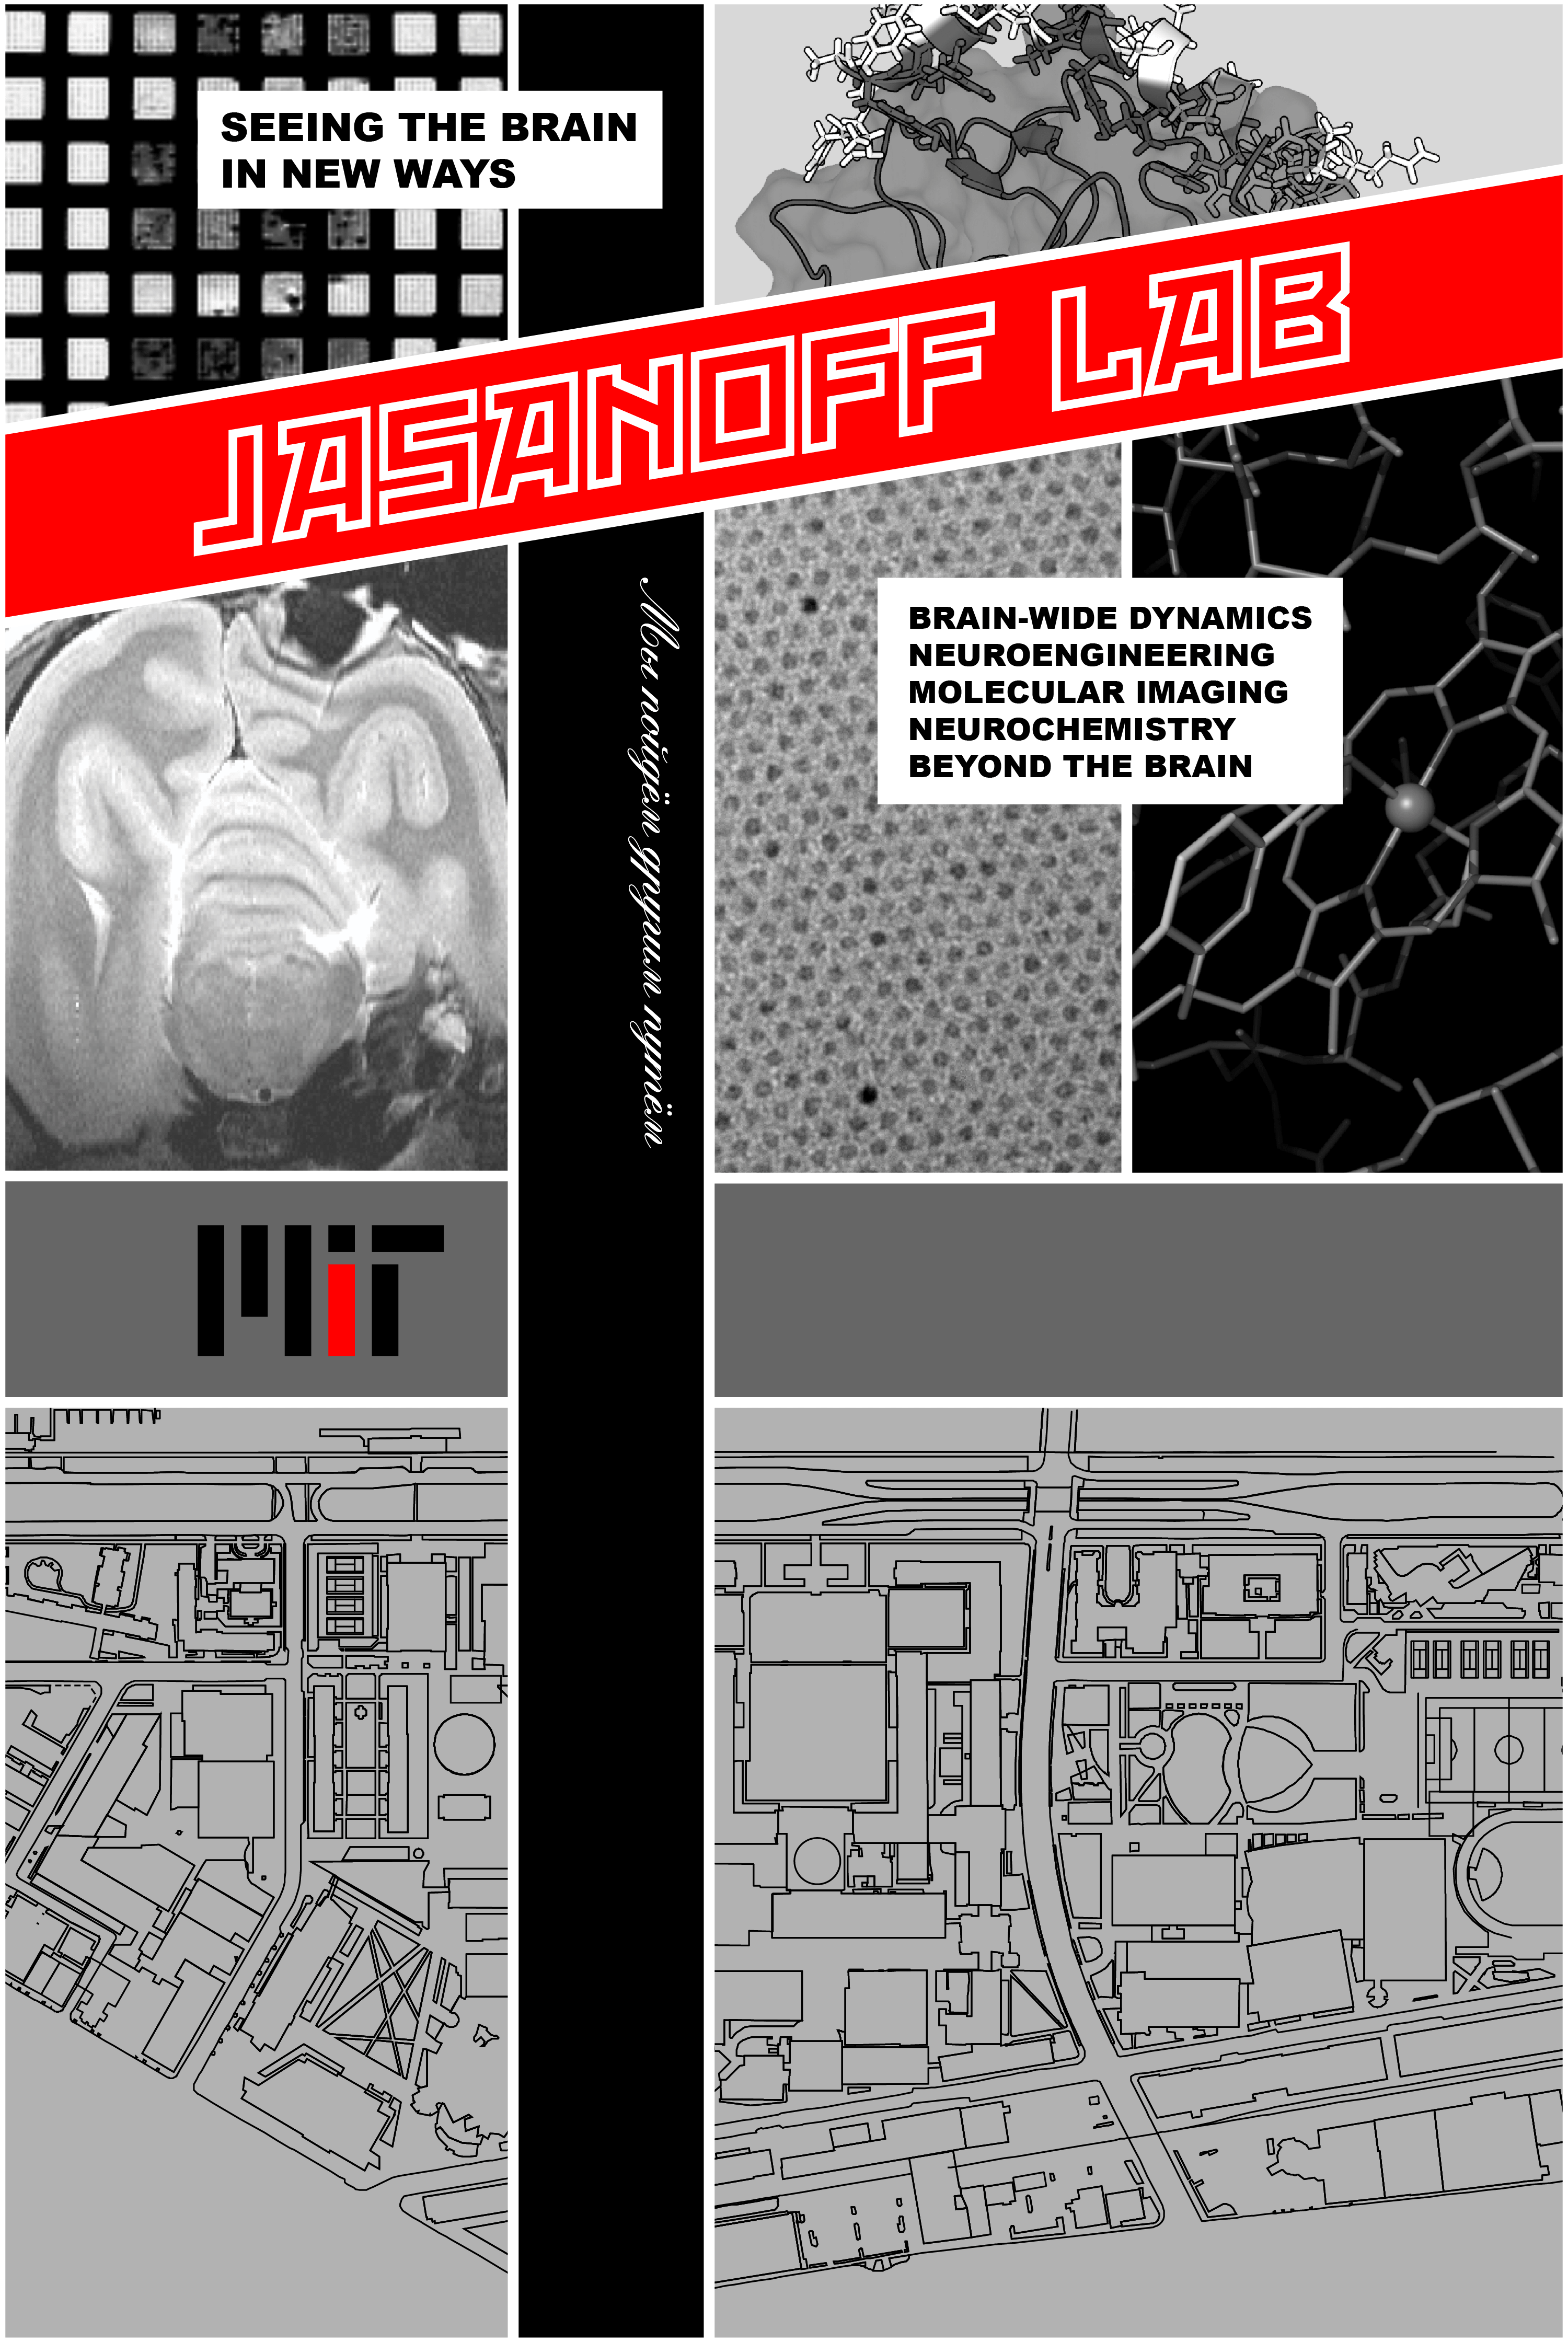 SEEING THE BRAIN
IN NEW WAYS
JASANOFF LAB
Мы пойдём другим путём
BRAIN-WIDE DYNAMICS
NEUROENGINEERING
MOLECULAR IMAGING
NEUROCHEMISTRY
BEYOND THE BRAIN
MiT